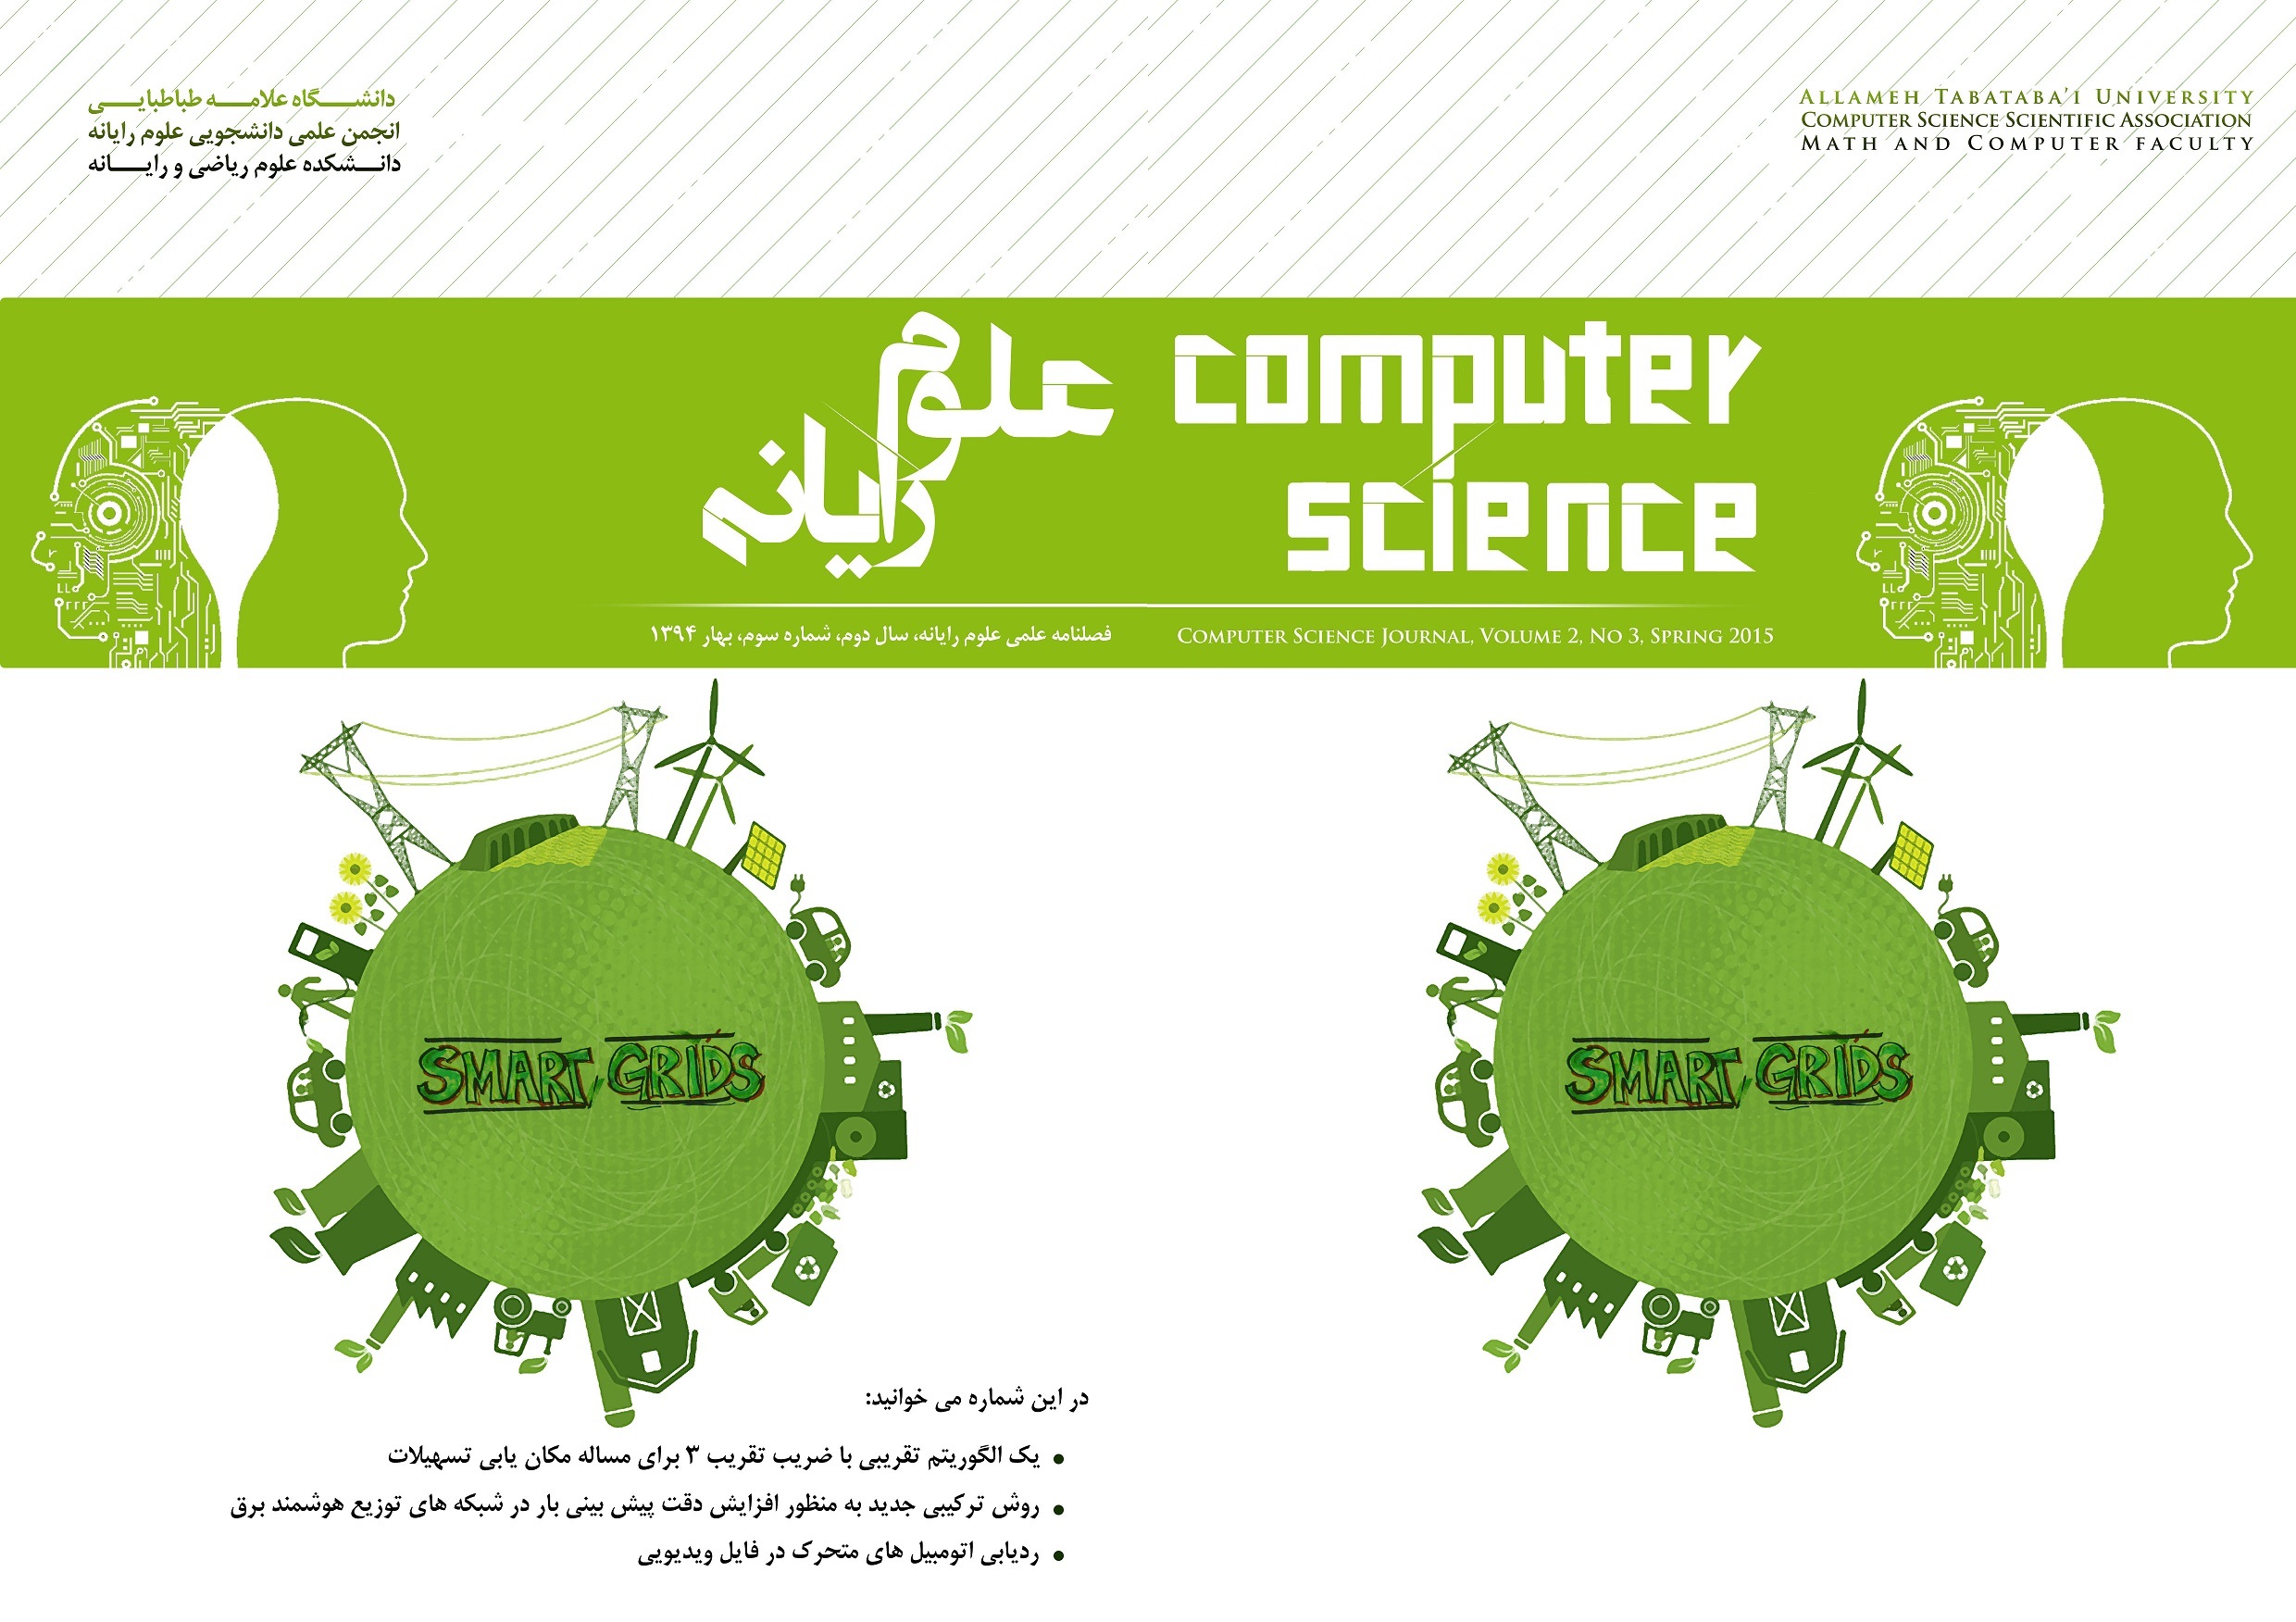 دانشگاه علامه طباطبایی
انجمن علمی دانشجویی علوم رایانه
دانشکده علوم ریاضی و رایانه
ALLAMEH TABATABA'I UNIVERSITY
COMPUTER SCIENCE SCIENTIFIC ASSOCIATION
MATH AND COMPUTER FACULTY
علوم
رایانه
computer
science
فصلنامه علمی علوم رایانه، سال دوم، شماره سوم، بهار ۱۳۹۴
COMPUTER SCIENCE JOURNAL, VOLUME 2, NO 3, SPRING 2015
SMART GRIDS
SMART GRIDS
در این شماره می خوانید:
• یک الگوریتم تقریبی با ضریب تقریب ۳ برای مساله مکان یابی تسهیلات
• روش ترکیبی جدید به منظور افزایش دقت پیش بینی بار در شبکه های توزیع هوشمند برق
• ردیابی اتومبیل های متحرک در فایل ویدیویی